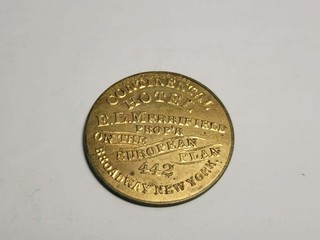 CONTINENTAL
HOTEL
E.L. MERRIFIELD
PROP'R
ON THE
EUROPEAN
PLAN
442
BROADWAY NEW YORK.